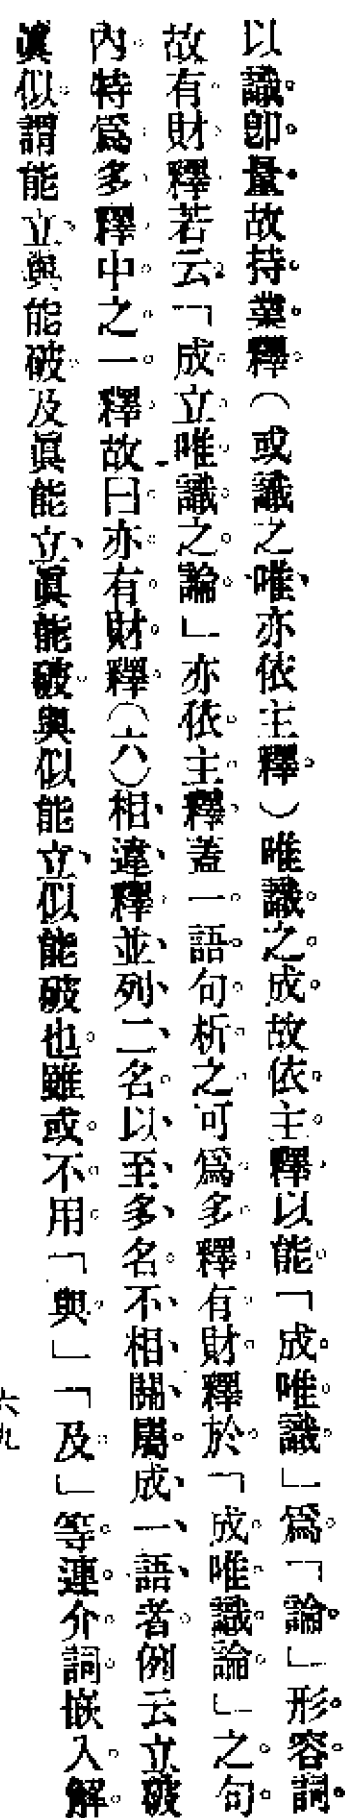 以識卽量故持業釋（或識之唯亦依主釋）唯識之成故依主釋以能「成唯識」爲「論」形容詞
故有財釋若云「成立唯識之論」亦依主釋蓋一語句析之可爲多釋有財釋於「成唯識論」之句
內特爲多釋中之一釋故曰亦有財釋（六）相違釋並列二名以至多名不相關屬成一語者例云立破
眞似謂能立與能破及眞能立眞能破與似能立似能破也雖或不用「與」「及」等連介詞嵌入解
六九